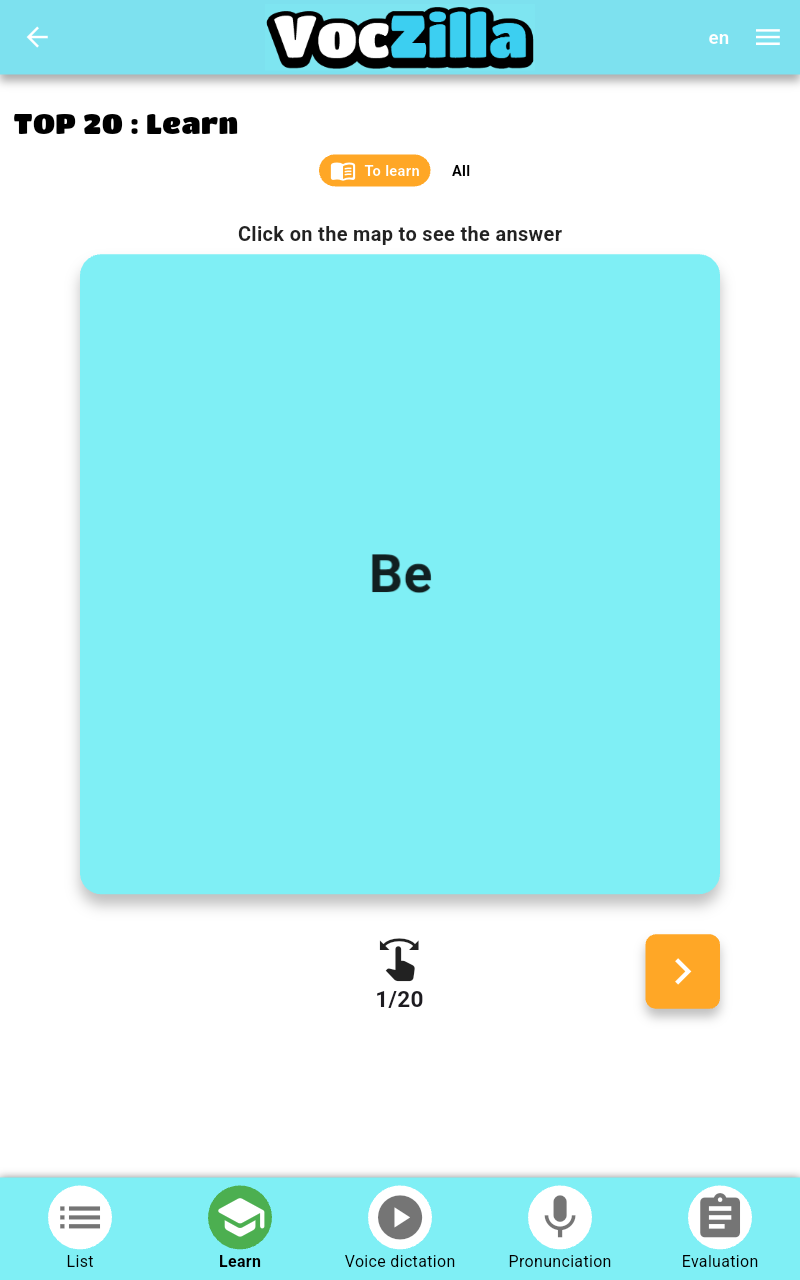 VocZilla
en
TOP 20 : Learn
To learn
All
Click on the map to see the answer
Be
1/20
List
Learn
Voice dictation
Pronunciation
Evaluation